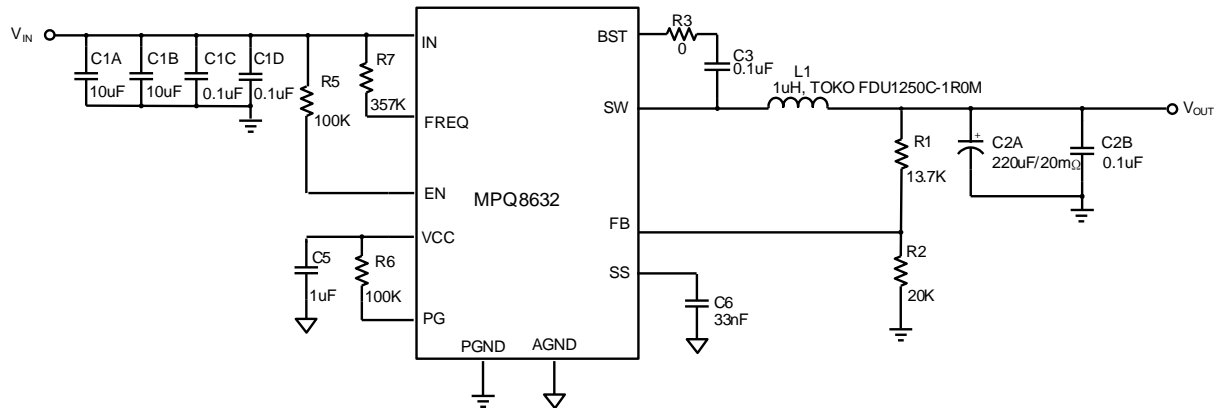 V_IN
C1A
10uF
C1B
10uF
C1C
0.1uF
C1D
0.1uF
R5
100K
R7
357K
IN
FREQ
EN
VCC
PG
C5
1uF
R6
100K
MPQ8632
PGND
AGND
BST
SW
FB
SS
R3
0
C3
0.1uF
L1
1uH, TOKO FDU1250C-1R0M
R1
13.7K
R2
20K
C6
33nF
+
C2A
220uF/20mΩ
C2B
0.1uF
V_OUT